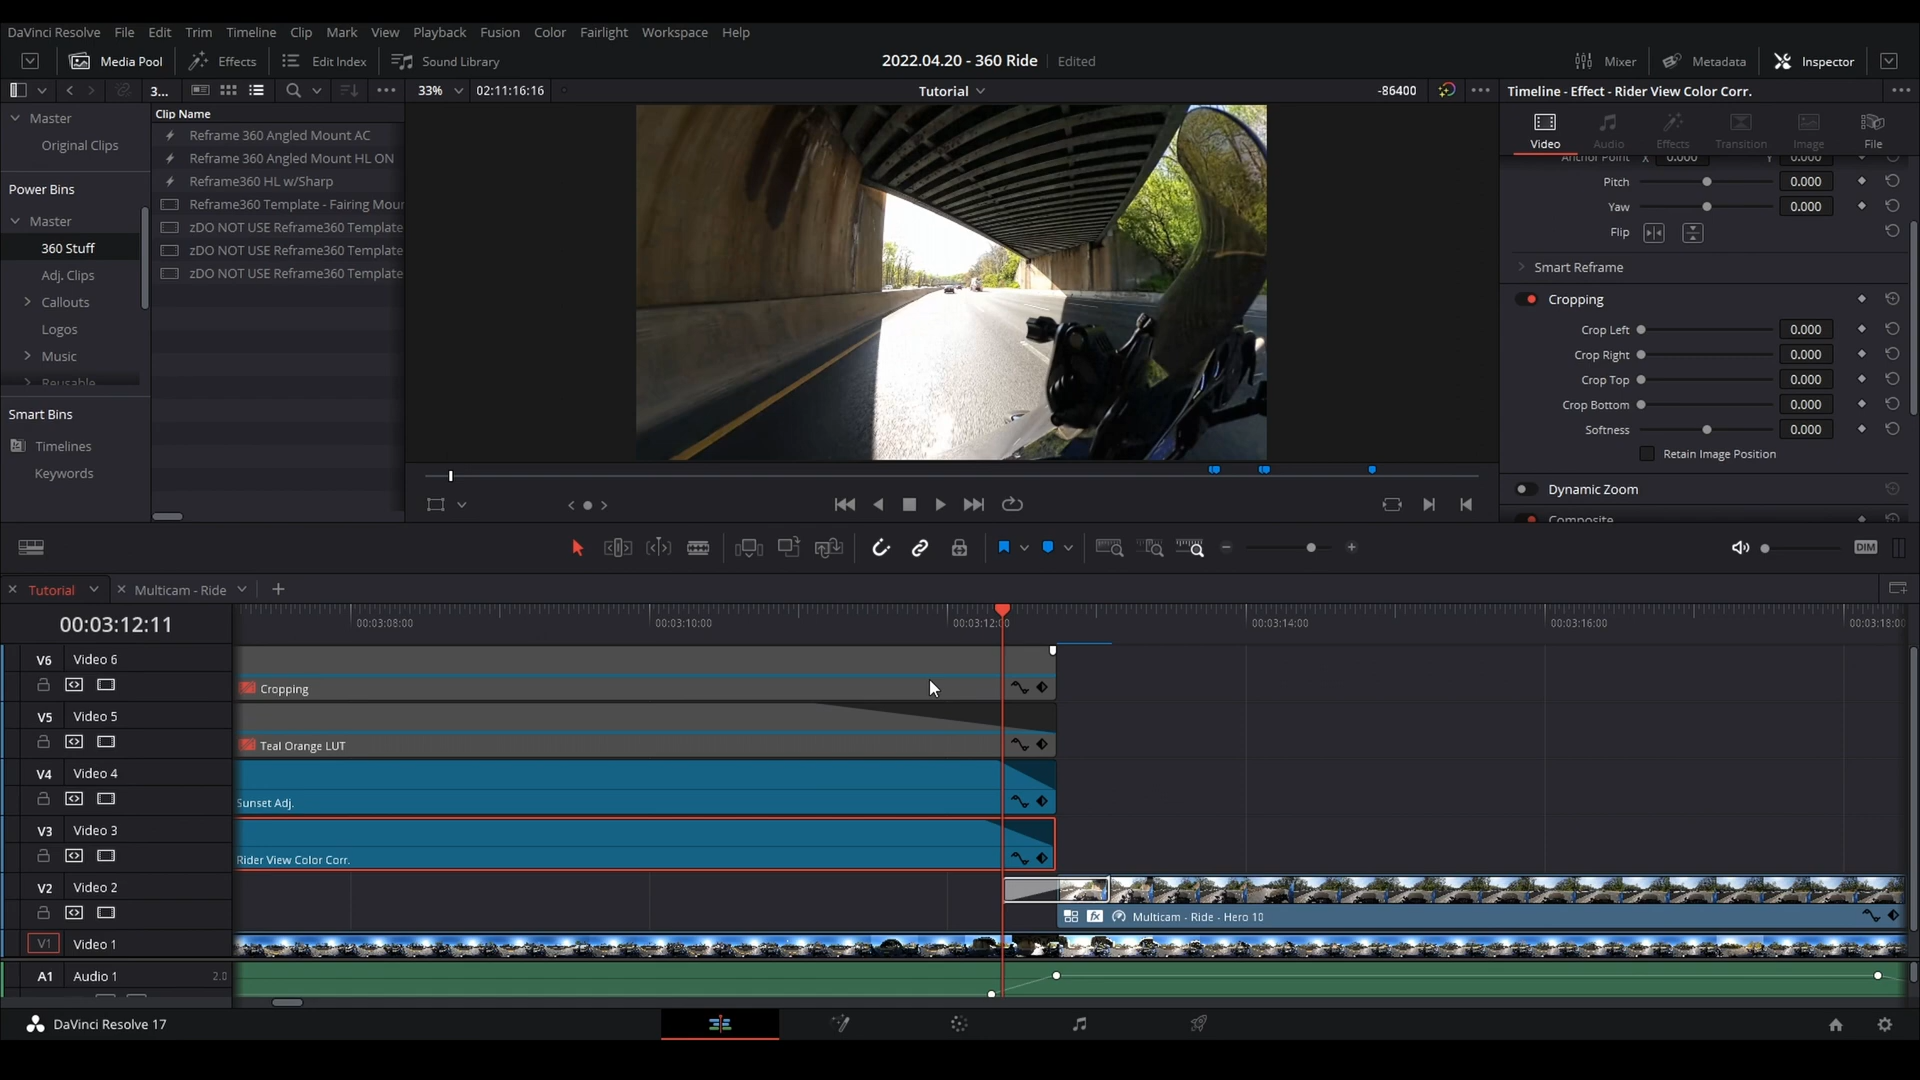 DaVinci Resolve File Edit Trim Timeline Clip Mark View Playback Fusion Color Fairlight Workspace Help
Media Pool Effects Edit Index Sound Library 2022.04.20 - 360 Ride Edited Mixer Metadata Inspector
3... 33% 02:11:16:16 Tutorial -86400 Timeline - Effect - Rider View Color Corr.
Master
Original Clips
Power Bins
Master
360 Stuff
Adj. Clips
Callouts
Logos
Music
Reusable
Smart Bins
Timelines
Keywords
Clip Name
Reframe 360 Angled Mount AC
Reframe 360 Angled Mount HL ON
Reframe360 HL w/Sharp
Reframe360 Template - Fairing Moun
zDO NOT USE Reframe360 Template
zDO NOT USE Reframe360 Template
zDO NOT USE Reframe360 Template
Video Audio Effects Transition Image File
Anchor Point X 0.000 Y 0.000
Pitch 0.000
Yaw 0.000
Flip
Smart Reframe
Cropping
Crop Left 0.000
Crop Right 0.000
Crop Top 0.000
Crop Bottom 0.000
Softness 0.000
Retain Image Position
Dynamic Zoom
Composite
DIM
Tutorial Multicam - Ride
00:03:12:11 00:03:08:00 00:03:10:00 00:03:12:00 00:03:14:00 00:03:16:00 00:03:18:00
V6 Video 6
Cropping
V5 Video 5
Teal Orange LUT
V4 Video 4
Sunset Adj.
V3 Video 3
Rider View Color Corr.
V2 Video 2
fx Multicam - Ride - Hero 10
V1 Video 1
A1 Audio 1 2.0
DaVinci Resolve 17